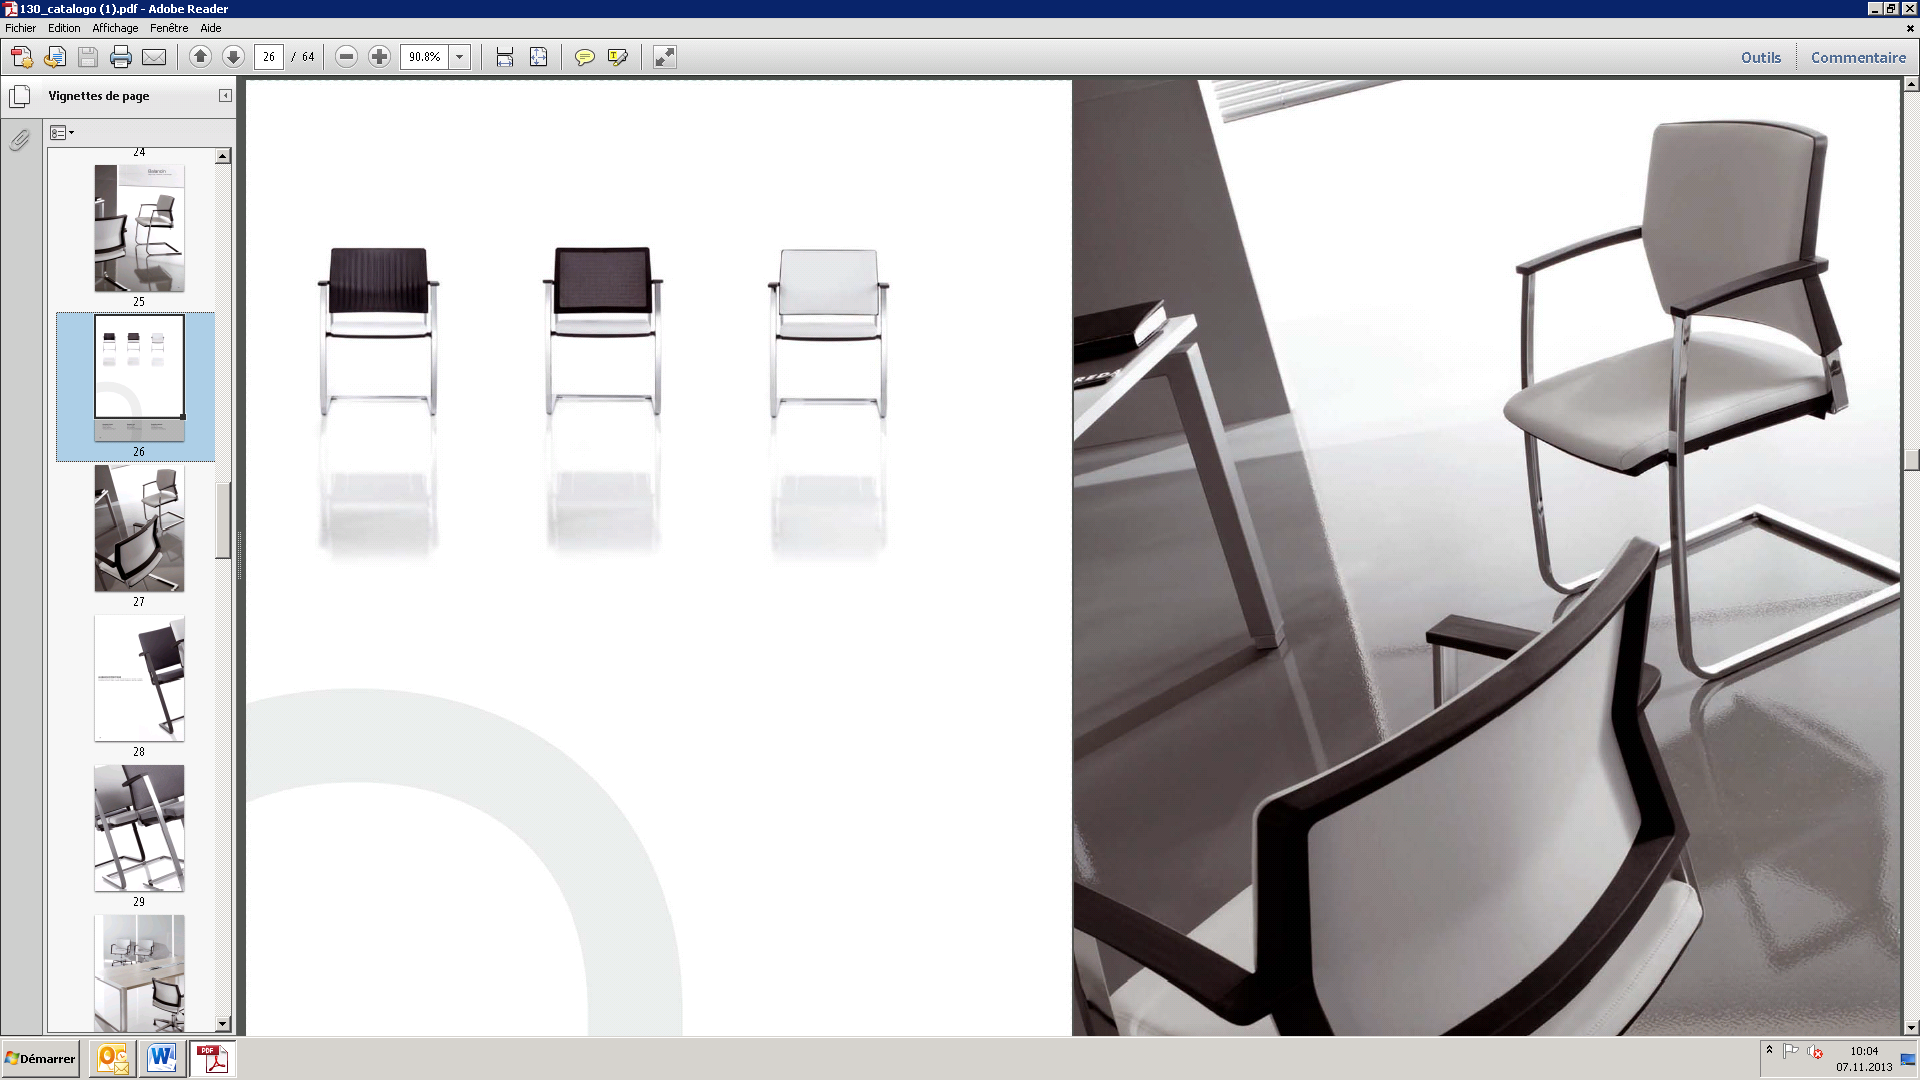 130_catalogo (1).pdf - Adobe Reader
Fichier Edition Affichage Fenêtre Aide
26 / 64 90.8% Outils Commentaire
Vignettes de page
24
25
26
27
28
29
Démarrer
10:04
07.11.2013